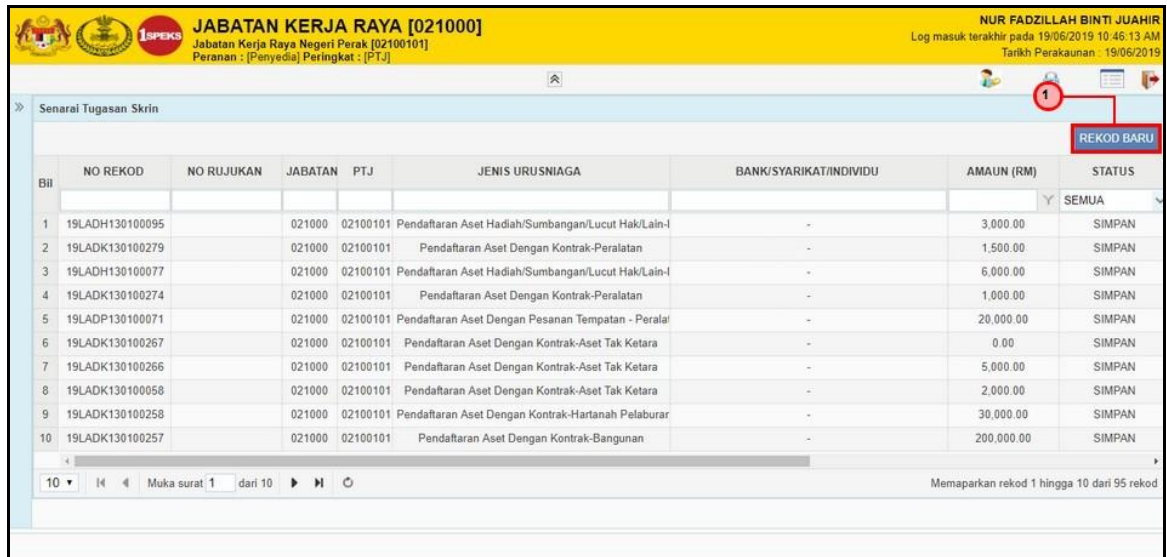 1SPEKS
JABATAN KERJA RAYA [021000]
Jabatan Kerja Raya Negeri Perak [02100101]
Peranan : [Penyedia] Peringkat : [PTJ]
NUR FADZILLAH BINTI JUAHIR
Log masuk terakhir pada 19/06/2019 10:46:13 AM
Tarikh Perakaunan : 19/06/2019
1
Senarai Tugasan Skrin
REKOD BARU
Bil NO REKOD NO RUJUKAN JABATAN PTJ JENIS URUSNIAGA BANK/SYARIKAT/INDIVIDU AMAUN (RM) STATUS
SEMUA
1 19LADH130100095 021000 02100101 Pendaftaran Aset Hadiah/Sumbangan/Lucut Hak/Lain-l - 3,000.00 SIMPAN
2 19LADK130100279 021000 02100101 Pendaftaran Aset Dengan Kontrak-Peralatan - 1,500.00 SIMPAN
3 19LADH130100077 021000 02100101 Pendaftaran Aset Hadiah/Sumbangan/Lucut Hak/Lain-l - 6,000.00 SIMPAN
4 19LADK130100274 021000 02100101 Pendaftaran Aset Dengan Kontrak-Peralatan - 1,000.00 SIMPAN
5 19LADP130100071 021000 02100101 Pendaftaran Aset Dengan Pesanan Tempatan - Peralat - 20,000.00 SIMPAN
6 19LADK130100267 021000 02100101 Pendaftaran Aset Dengan Kontrak-Aset Tak Ketara - 0.00 SIMPAN
7 19LADK130100266 021000 02100101 Pendaftaran Aset Dengan Kontrak-Aset Tak Ketara - 5,000.00 SIMPAN
8 19LADK130100058 021000 02100101 Pendaftaran Aset Dengan Kontrak-Aset Tak Ketara - 2,000.00 SIMPAN
9 19LADK130100258 021000 02100101 Pendaftaran Aset Dengan Kontrak-Hartanah Pelaburan - 30,000.00 SIMPAN
10 19LADK130100257 021000 02100101 Pendaftaran Aset Dengan Kontrak-Bangunan - 200,000.00 SIMPAN
10 Muka surat 1 dari 10 Memaparkan rekod 1 hingga 10 dari 95 rekod